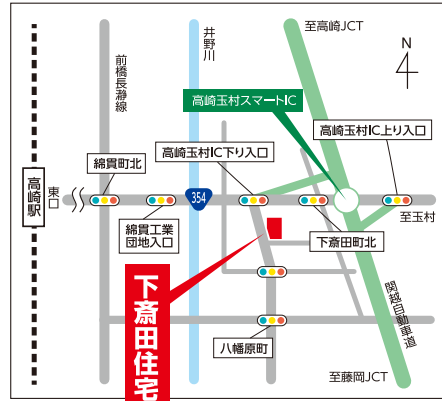 至高崎JCT
井野川
前橋長瀞線
N
高崎玉村スマートIC
高崎玉村IC下り入口
高崎玉村IC上り入口
綿貫町北
高崎駅
東口
354
至玉村
綿貫工業
団地入口
下斎田町北
下斎田住宅
八幡原町
関越自動車道
至藤岡JCT